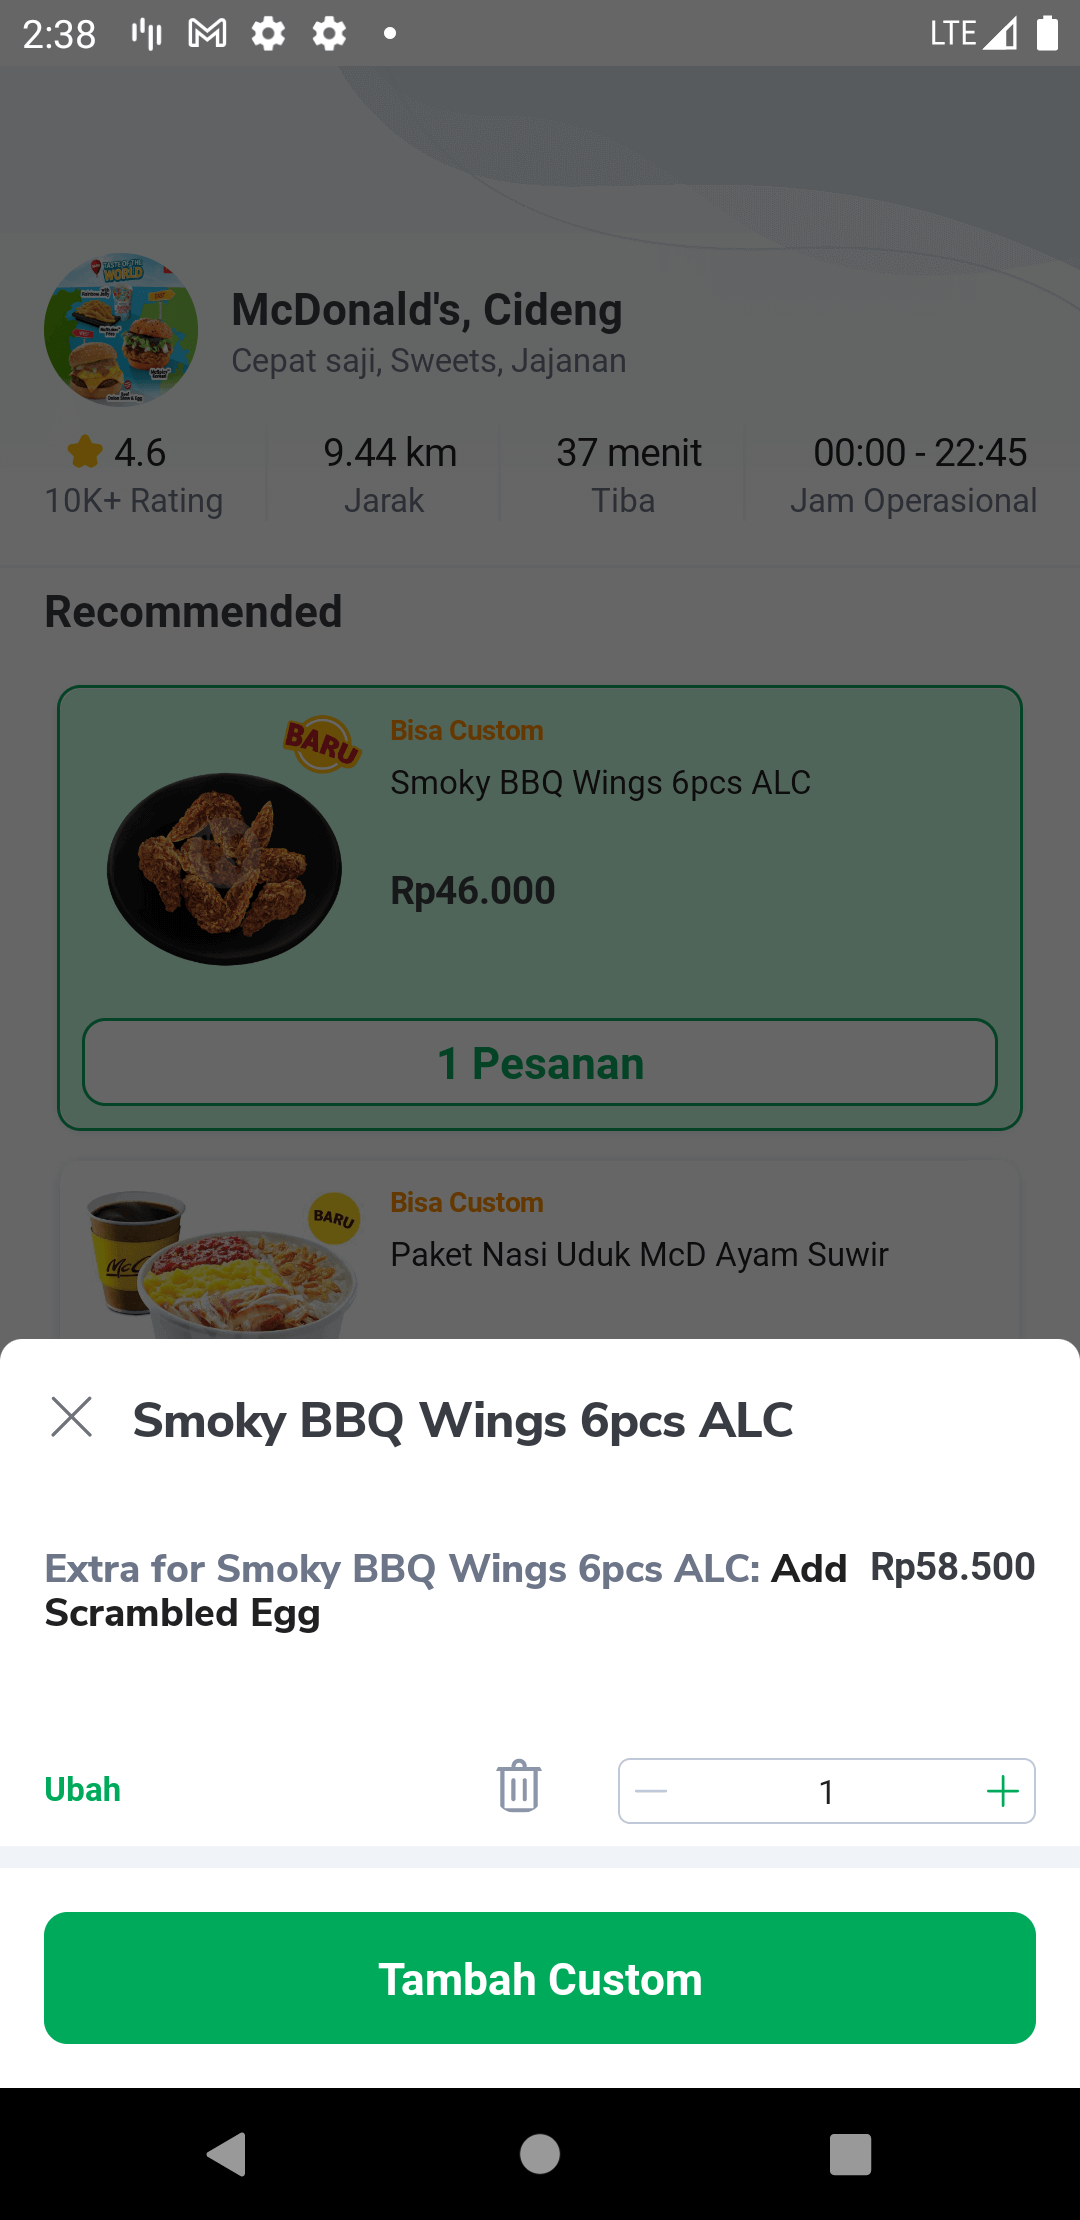 2:38
LTE
TASTE OF THE
WORLD
McDonald's, Cideng
Cepat saji, Sweets, Jajanan
4.6
9.44 km
37 menit
00:00 - 22:45
10K+ Rating
Jarak
Tiba
Jam Operasional
Recommended
BARU
Bisa Custom
Smoky BBQ Wings 6pcs ALC
Rp46.000
1 Pesanan
BARU
Bisa Custom
Paket Nasi Uduk McD Ayam Suwir
Smoky BBQ Wings 6pcs ALC
Extra for Smoky BBQ Wings 6pcs ALC: Add
Rp58.500
Scrambled Egg
Ubah
1
Tambah Custom